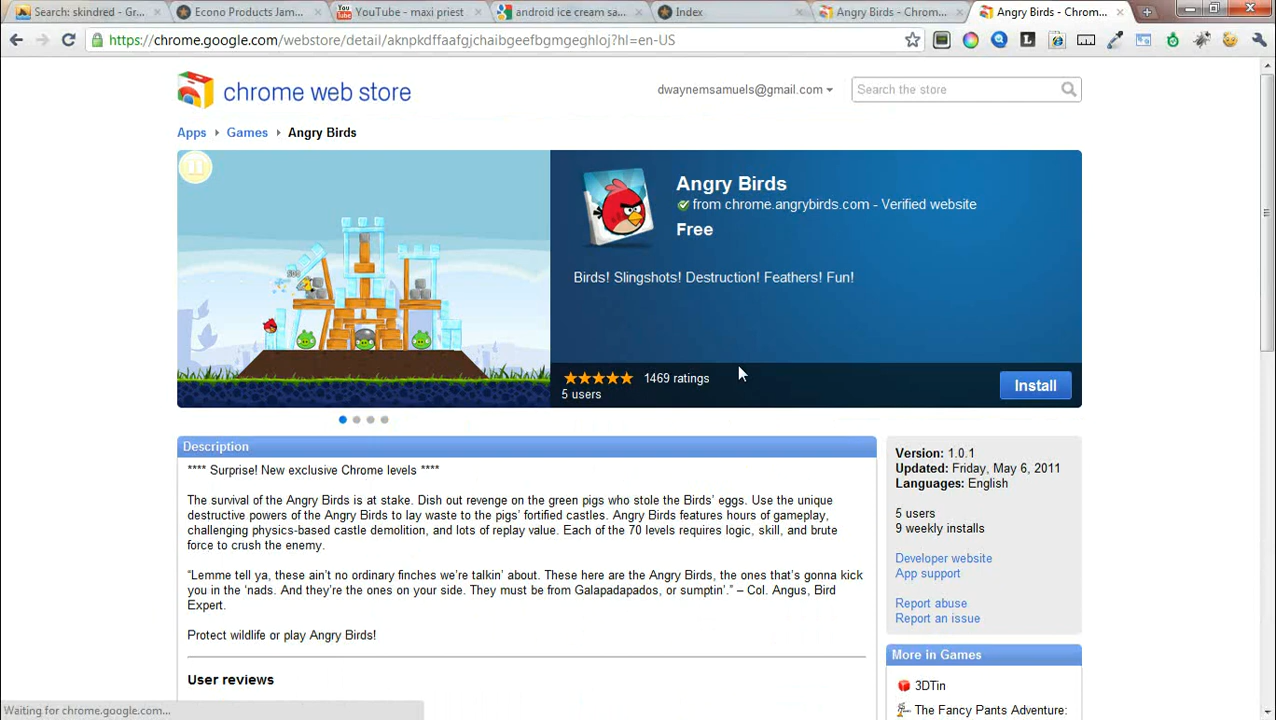 Search: skindred - Gr...
Econo Products Jam...
YouTube - maxi priest
android ice cream sa...
Index
Angry Birds - Chrom...
Angry Birds - Chrom...
https://chrome.google.com/webstore/detail/aknpkdffaafgjchaibgeefbgmgeghloj?hl=en-US
chrome web store
dwaynemsamuels@gmail.com
Search the store
Apps
Games
Angry Birds
Angry Birds
from chrome.angrybirds.com - Verified website
Free
Birds! Slingshots! Destruction! Feathers! Fun!
1469 ratings
5 users
Install
Description
**** Surprise! New exclusive Chrome levels ****
The survival of the Angry Birds is at stake. Dish out revenge on the green pigs who stole the Birds' eggs. Use the unique
destructive powers of the Angry Birds to lay waste to the pigs' fortified castles. Angry Birds features hours of gameplay,
challenging physics-based castle demolition, and lots of replay value. Each of the 70 levels requires logic, skill, and brute
force to crush the enemy.
“Lemme tell ya, these ain't no ordinary finches we're talkin' about. These here are the Angry Birds, the ones that's gonna kick
you in the 'nads. And they're the ones on your side. They must be from Galapadapados, or sumptin'.” – Col. Angus, Bird
Expert.
Protect wildlife or play Angry Birds!
User reviews
Version: 1.0.1
Updated: Friday, May 6, 2011
Languages: English
5 users
9 weekly installs
Developer website
App support
Report abuse
Report an issue
More in Games
3DTin
The Fancy Pants Adventure:
Waiting for chrome.google.com...